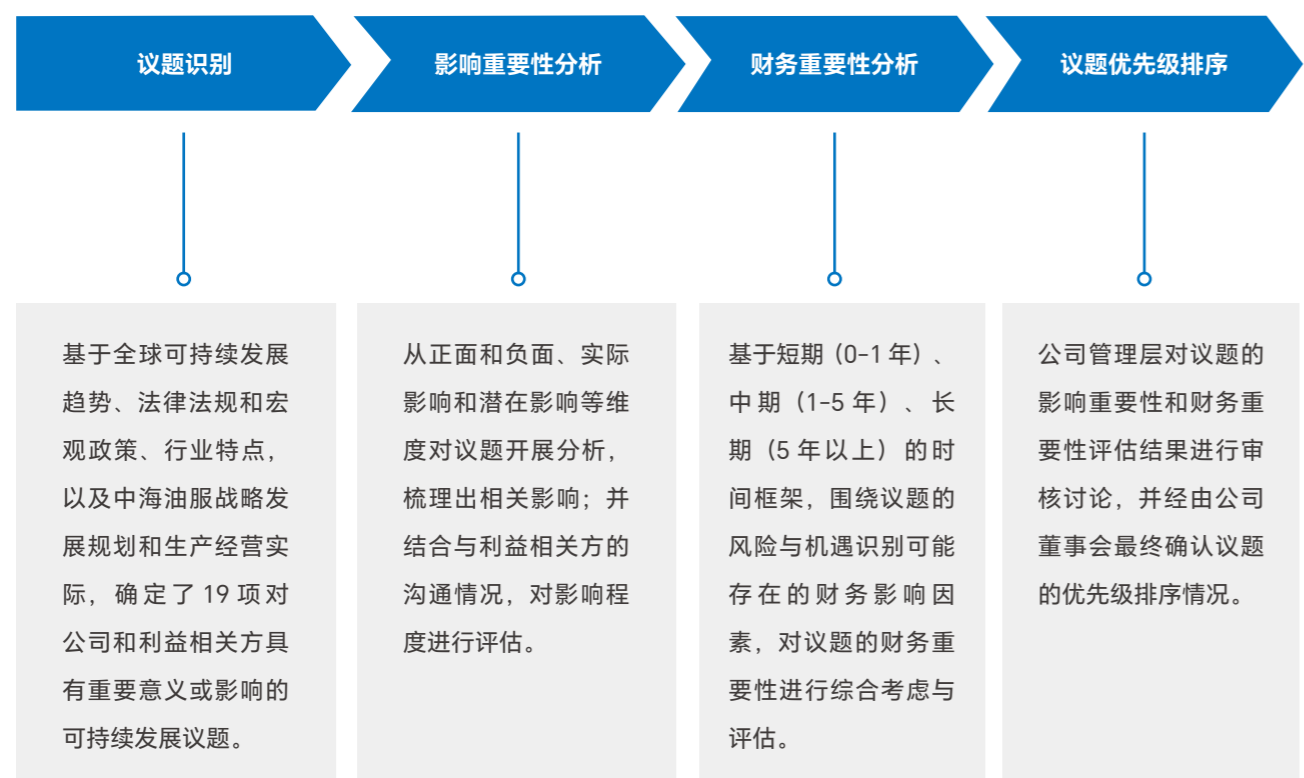 议题识别
影响重要性分析
财务重要性分析
议题优先级排序
基于全球可持续发展
趋势、法律法规和宏
观政策、行业特点，
以及中海油服战略发
展规划和生产经营实
际，确定了 19 项对
公司和利益相关方具
有重要意义或影响的
可持续发展议题。
从正面和负面、实际
影响和潜在影响等维
度对议题开展分析，
梳理出相关影响；并
结合与利益相关方的
沟通情况，对影响程
度进行评估。
基于短期（0-1 年）、
中期（1-5 年）、长
期（5 年以上）的时
间框架，围绕议题的
风险与机遇识别可能
存在的财务影响因
素，对议题的财务重
要性进行综合考虑与
评估。
公司管理层对议题的
影响重要性和财务重
要性评估结果进行审
核讨论，并经由公司
董事会最终确认议题
的优先级排序情况。